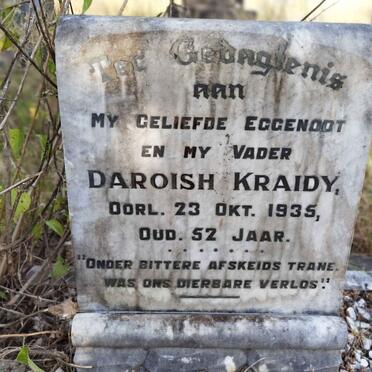 Ter Gedagtenis
aan
MY GELIEFDE EGGENOOT
EN MY VADER
DAROISH KRAIDY,
OORL. 23 OKT. 1935,
OUD. 52 JAAR.
"ONDER BITTERE AFSKEIDS TRANE.
WAS ONS DIERBARE VERLOS."